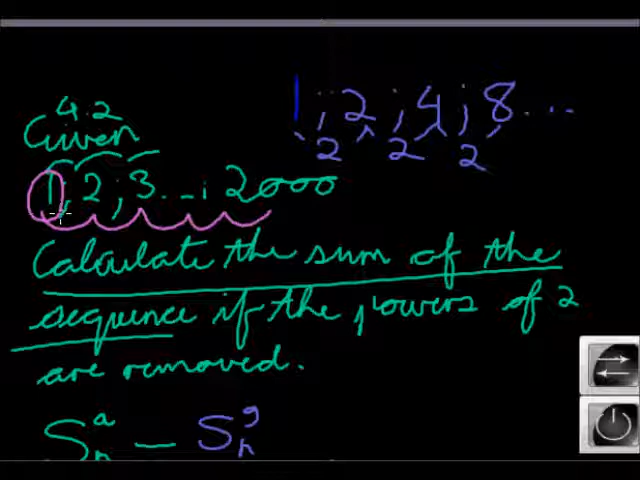 1 ; 2 ; 4 ; 8 ...
2 2 2
4.2
Given
1 ; 2 ; 3 ... ; 2000
Calculate the sum of the
sequence if the powers of 2
are removed.
Sₙᵃ − Sₙᵍ